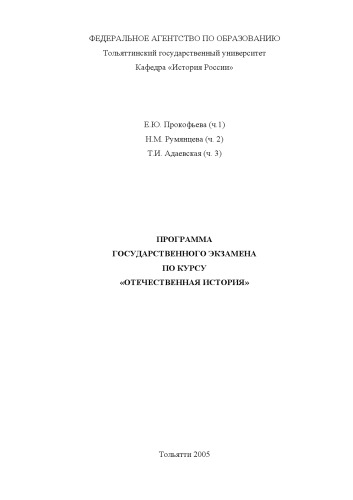 ФЕДЕРАЛЬНОЕ АГЕНТСТВО ПО ОБРАЗОВАНИЮ
Тольяттинский государственный университет
Кафедра «История России»
Е.Ю. Прокофьева (ч.1)
Н.М. Румянцева (ч. 2)
Т.И. Адаевская (ч. 3)
ПРОГРАММА
ГОСУДАРСТВЕННОГО ЭКЗАМЕНА
ПО КУРСУ
«ОТЕЧЕСТВЕННАЯ ИСТОРИЯ»
Тольятти 2005